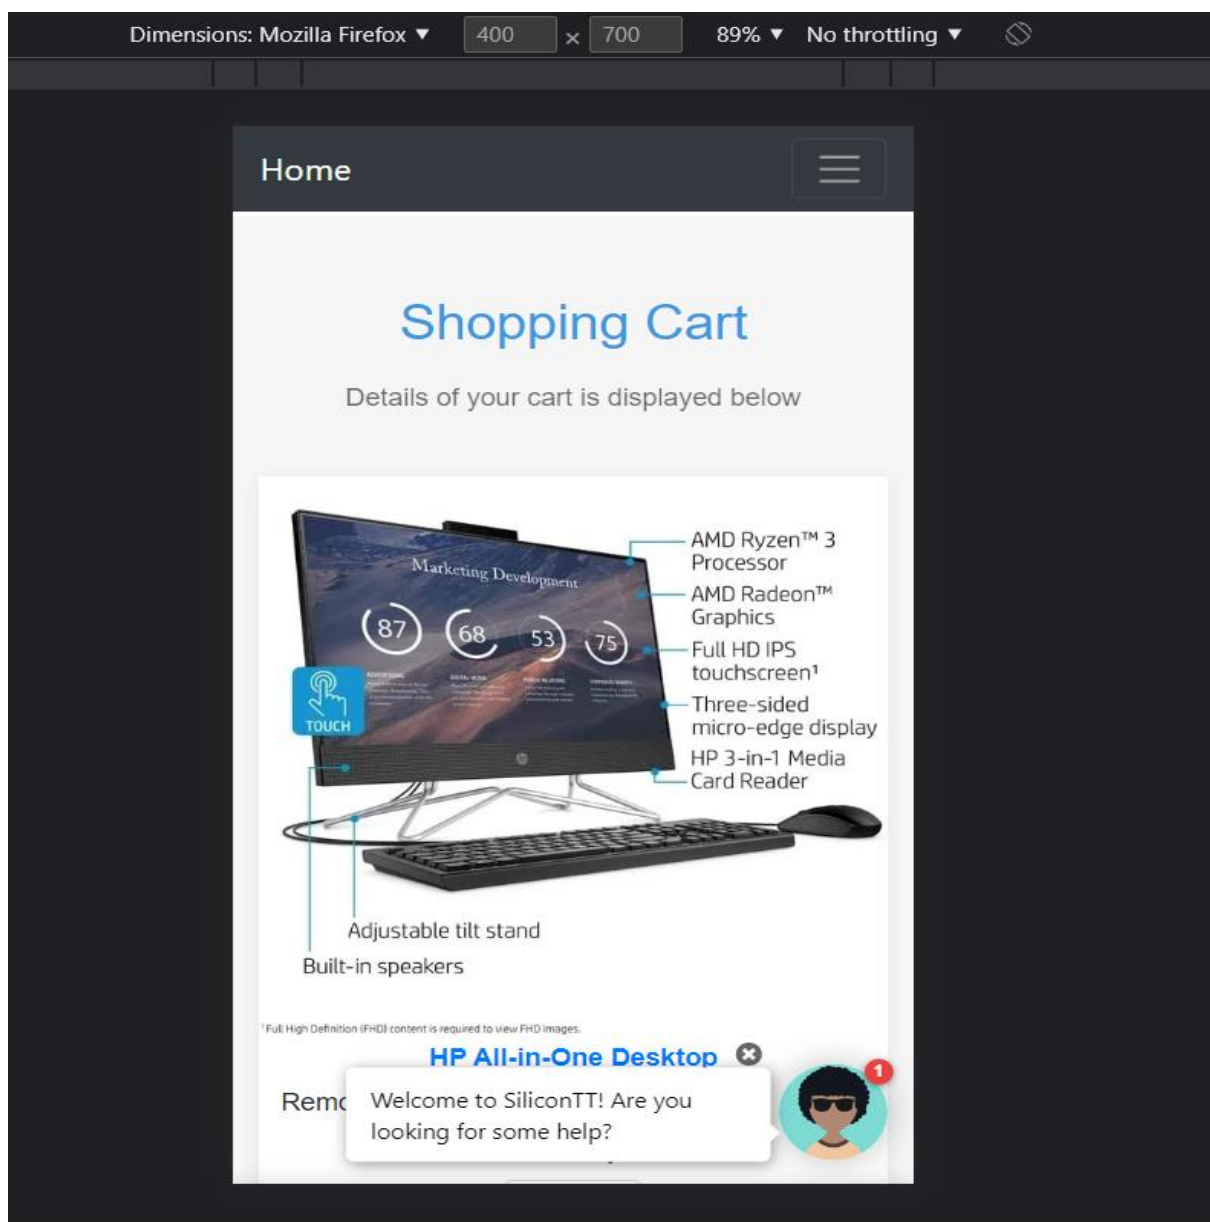 Dimensions: Mozilla Firefox ▼ 400 × 700 89% ▼ No throttling ▼
Home
Shopping Cart
Details of your cart is displayed below
AMD Ryzen™ 3
Processor
AMD Radeon™
Graphics
Full HD IPS
touchscreen¹
Three-sided
micro-edge display
HP 3-in-1 Media
Card Reader
Marketing Development
87 68 53 75
TOUCH
Adjustable tilt stand
Built-in speakers
¹Full High Definition (FHD) content is required to view FHD images.
HP All-in-One Desktop
1
Welcome to SiliconTT! Are you
looking for some help?